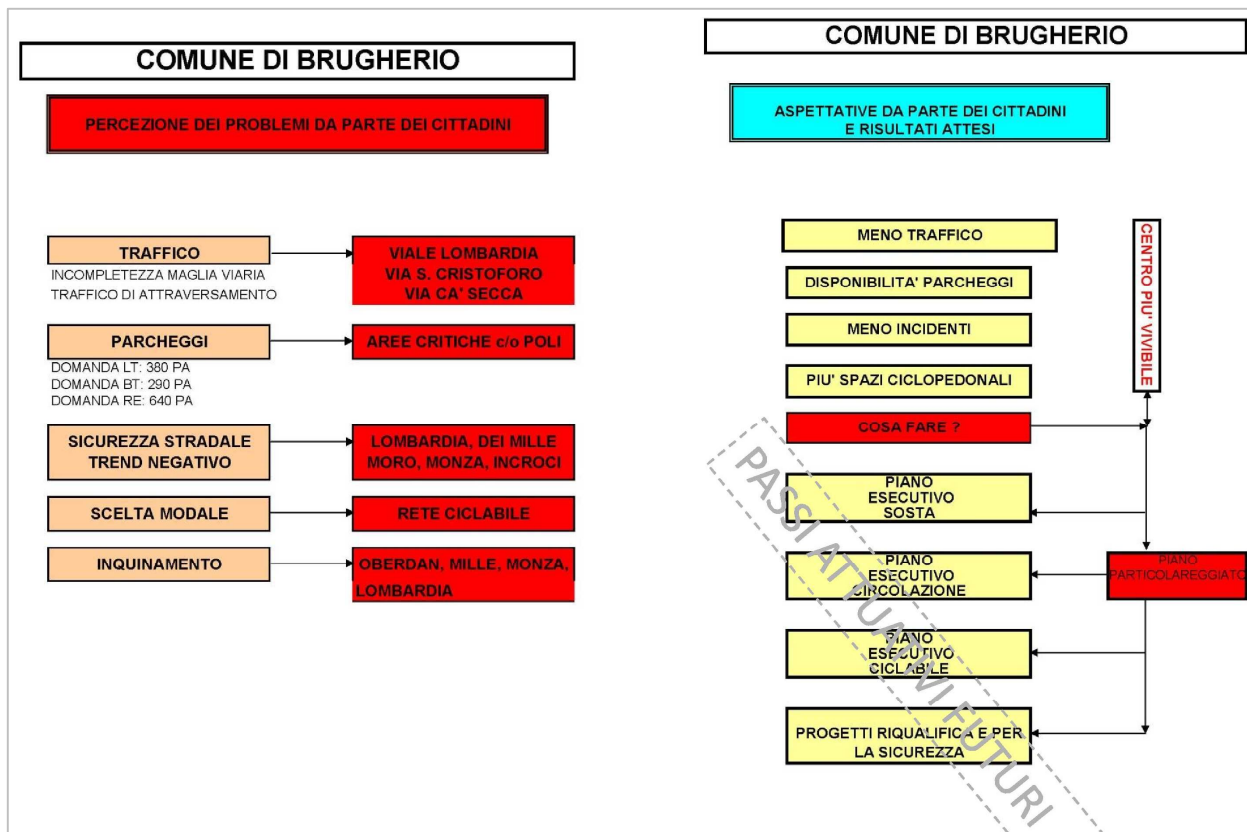 COMUNE DI BRUGHERIO
PERCEZIONE DEI PROBLEMI DA PARTE DEI CITTADINI
TRAFFICO
INCOMPLETEZZA MAGLIA VIARIA
TRAFFICO DI ATTRAVERSAMENTO
VIALE LOMBARDIA
VIA S. CRISTOFORO
VIA CA' SECCA
PARCHEGGI
DOMANDA LT: 380 PA
DOMANDA BT: 290 PA
DOMANDA RE: 640 PA
AREE CRITICHE c/o POLI
SICUREZZA STRADALE
TREND NEGATIVO
LOMBARDIA, DEI MILLE
MORO, MONZA, INCROCI
SCELTA MODALE
RETE CICLABILE
INQUINAMENTO
OBERDAN, MILLE, MONZA,
LOMBARDIA
COMUNE DI BRUGHERIO
ASPETTATIVE DA PARTE DEI CITTADINI
E RISULTATI ATTESI
MENO TRAFFICO
DISPONIBILITA' PARCHEGGI
MENO INCIDENTI
PIU' SPAZI CICLOPEDONALI
CENTRO PIU' VIVIBILE
COSA FARE ?
PIANO
ESECUTIVO
SOSTA
PIANO
ESECUTIVO
CIRCOLAZIONE
PIANO
PARTICOLAREGGIATO
PIANO
ESECUTIVO
CICLABILE
PROGETTI RIQUALIFICA E PER
LA SICUREZZA
PASSI ATTUATIVI FUTURI